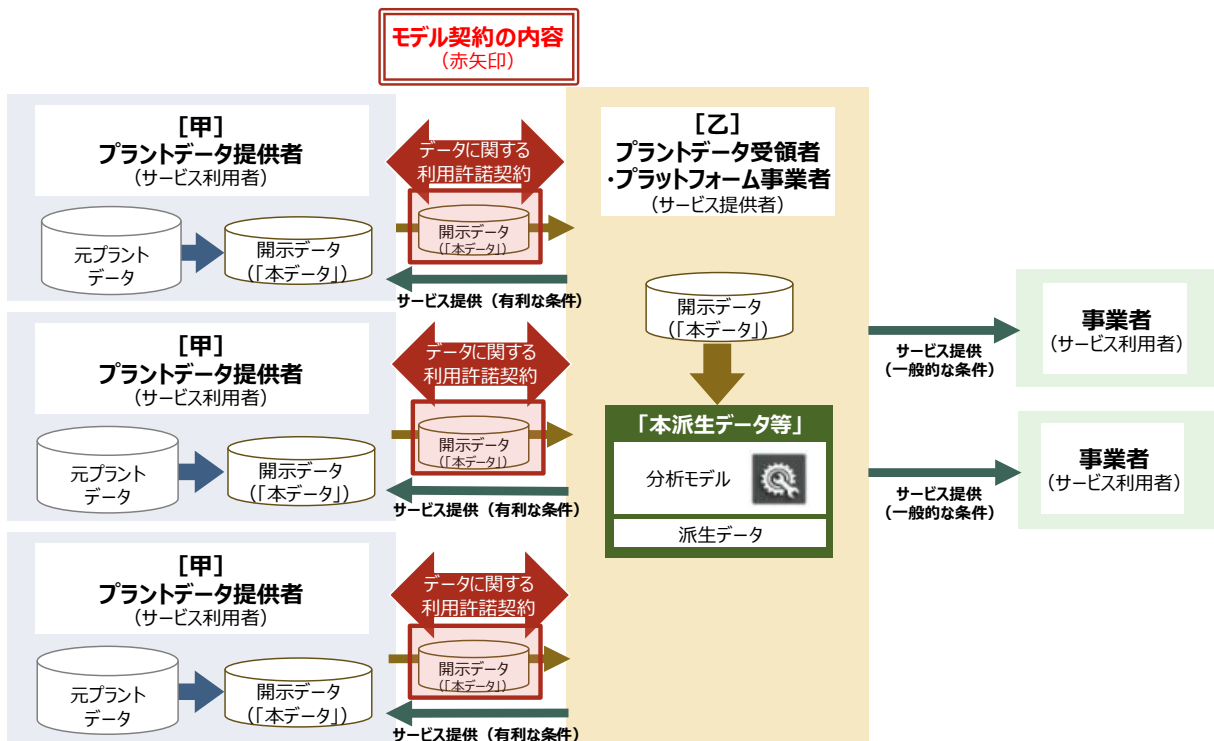 モデル契約の内容
（赤矢印）
［甲］
プラントデータ提供者
（サービス利用者）
元プラント
データ
開示データ
（「本データ」）
データに関する
利用許諾契約
開示データ
（「本データ」）
サービス提供（有利な条件）
［甲］
プラントデータ提供者
（サービス利用者）
元プラント
データ
開示データ
（「本データ」）
データに関する
利用許諾契約
開示データ
（「本データ」）
サービス提供（有利な条件）
［甲］
プラントデータ提供者
（サービス利用者）
元プラント
データ
開示データ
（「本データ」）
データに関する
利用許諾契約
開示データ
（「本データ」）
サービス提供（有利な条件）
［乙］
プラントデータ受領者
・プラットフォーム事業者
（サービス提供者）
開示データ
（「本データ」）
「本派生データ等」
分析モデル
派生データ
サービス提供
（一般的な条件）
事業者
（サービス利用者）
サービス提供
（一般的な条件）
事業者
（サービス利用者）